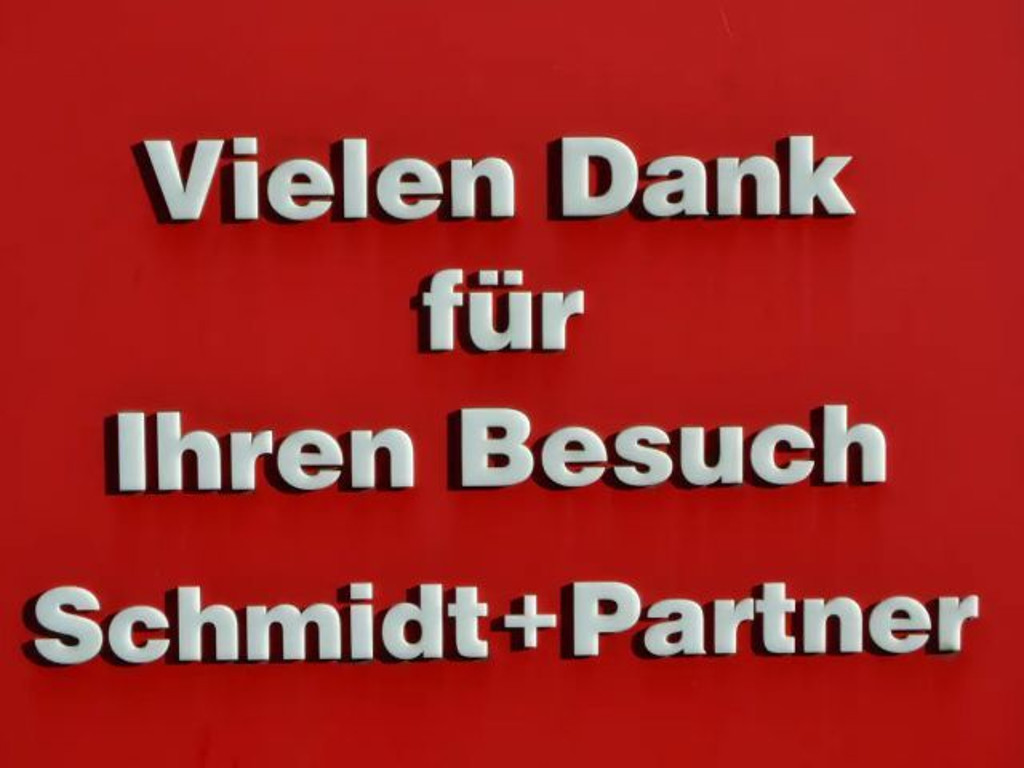 Vielen Dank
für
Ihren Besuch
Schmidt+Partner